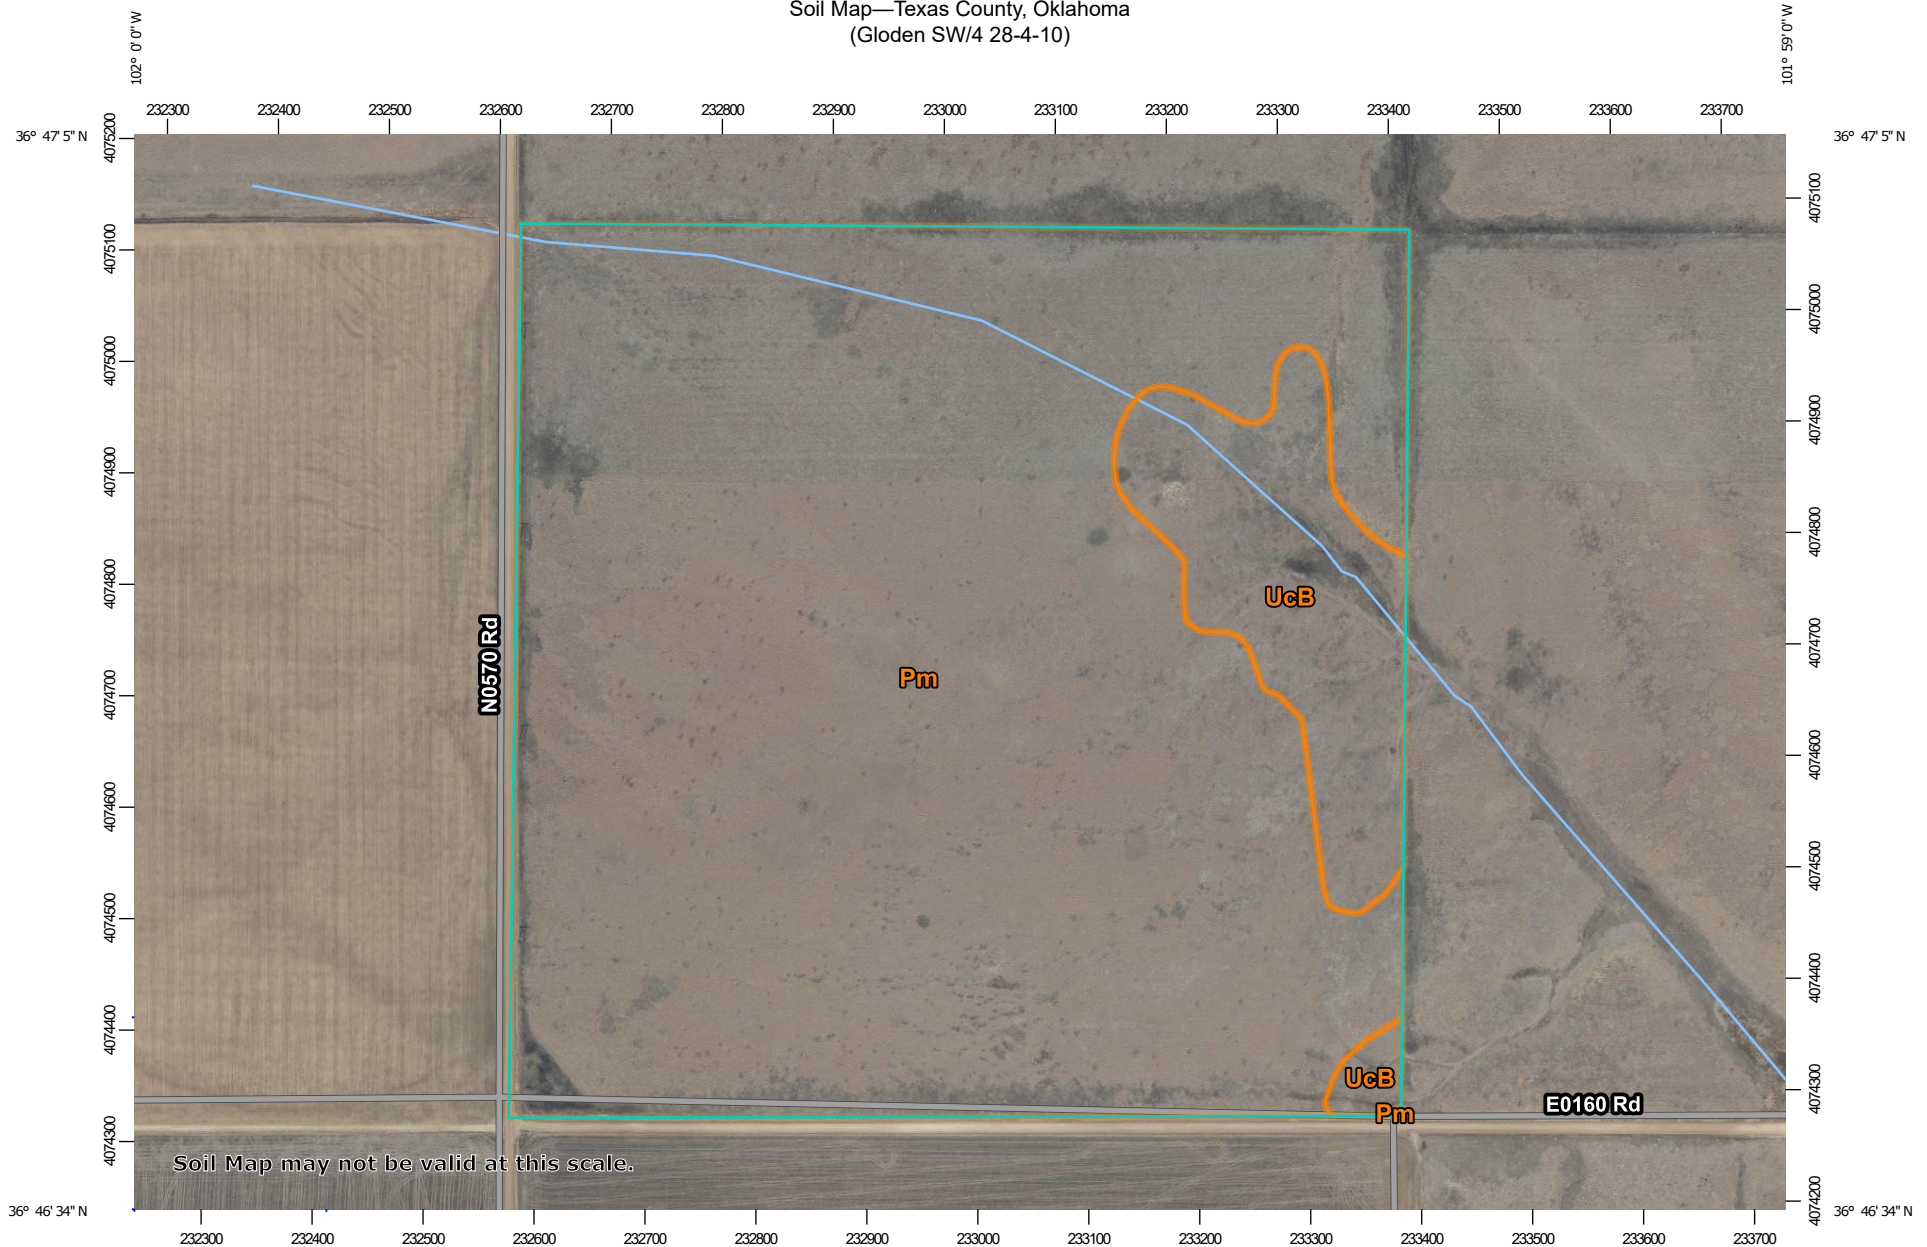 Soil Map—Texas County, Oklahoma
(Gloden SW/4 28-4-10)
102° 0' 0" W
101° 59' 0" W
232300 232400 232500 232600 232700 232800 232900 233000 233100 233200 233300 233400 233500 233600 233700
36° 47' 5" N
36° 47' 5" N
4075200
4075100
4075000
4074900
4074800
4074700
4074600
4074500
4074400
4074300
4075100
4075000
4074900
4074800
4074700
4074600
4074500
4074400
4074300
4074200
UcB
N0570 Rd
Pm
UcB
E0160 Rd
Pm
Soil Map may not be valid at this scale.
36° 46' 34" N
36° 46' 34" N
232300 232400 232500 232600 232700 232800 232900 233000 233100 233200 233300 233400 233500 233600 233700